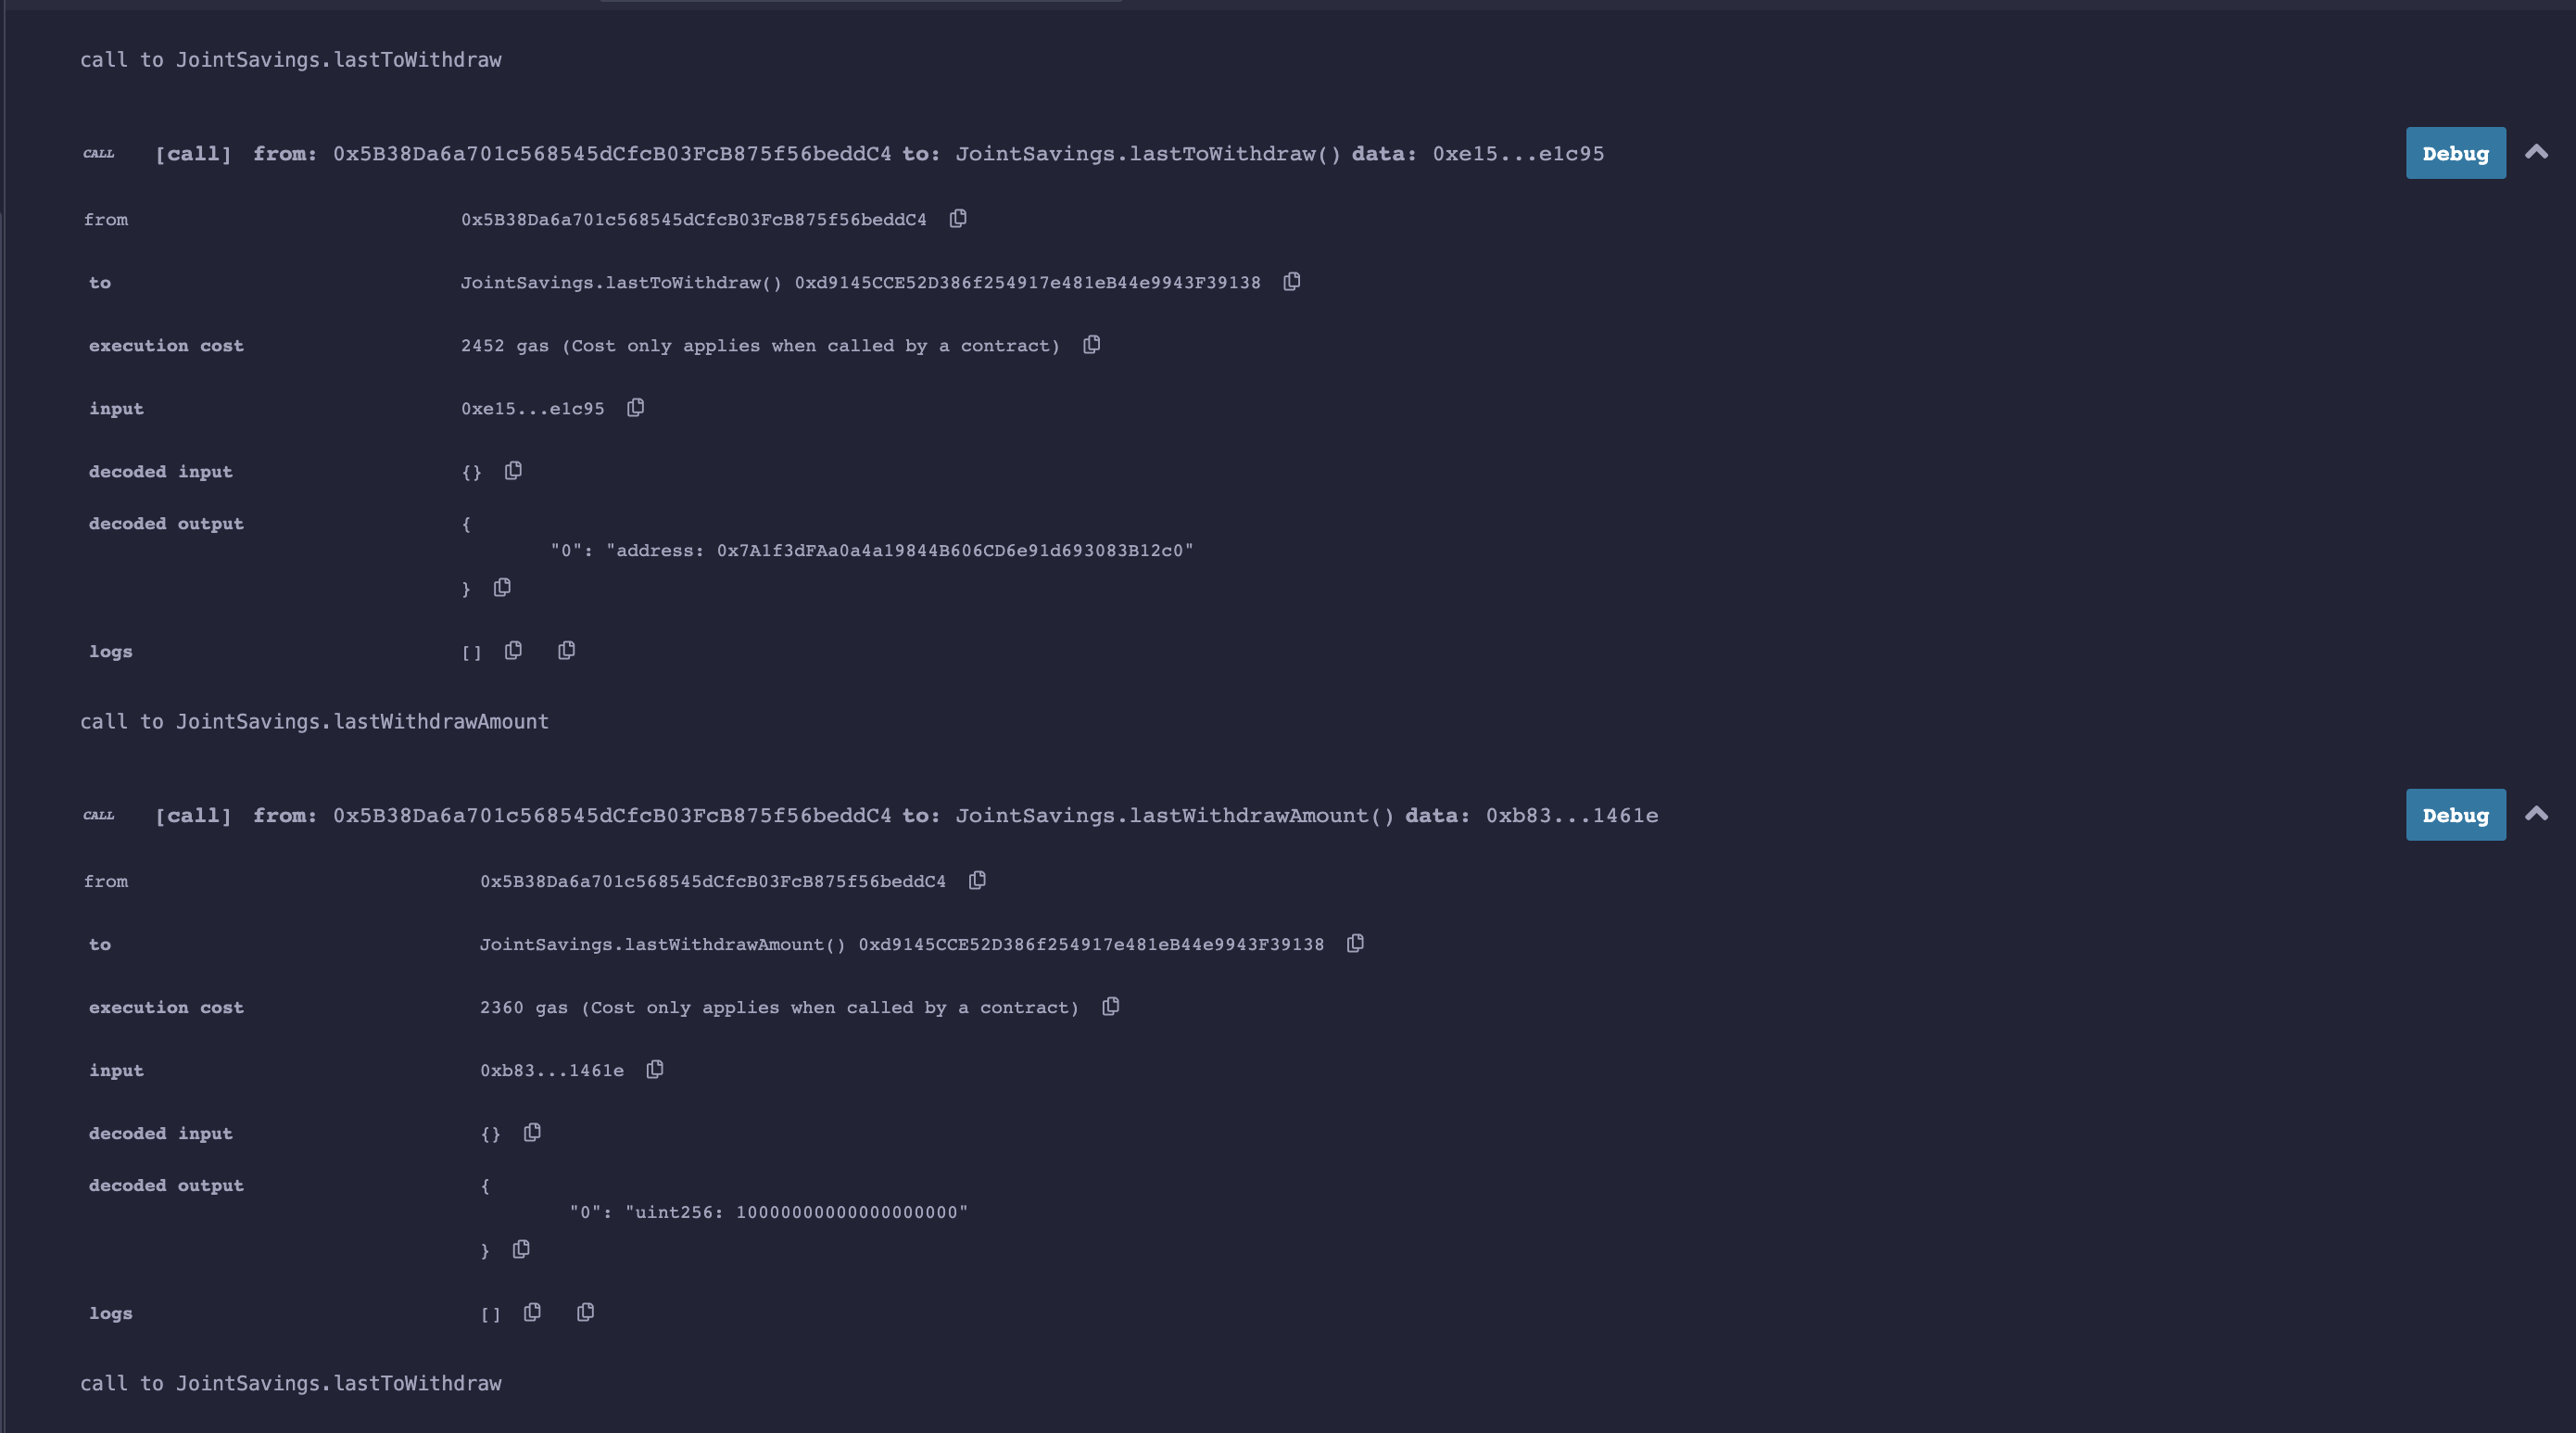 call to JointSavings.lastToWithdraw
CALL [call] from: 0x5B38Da6a701c568545dCfcB03FcB875f56beddC4 to: JointSavings.lastToWithdraw() data: 0xe15...e1c95
Debug
from 0x5B38Da6a701c568545dCfcB03FcB875f56beddC4
to JointSavings.lastToWithdraw() 0xd9145CCE52D386f254917e481eB44e9943F39138
execution cost 2452 gas (Cost only applies when called by a contract)
input 0xe15...e1c95
decoded input {}
decoded output {
"0": "address: 0x7A1f3dFAa0a4a19844B606CD6e91d693083B12c0"
}
logs []
call to JointSavings.lastWithdrawAmount
CALL [call] from: 0x5B38Da6a701c568545dCfcB03FcB875f56beddC4 to: JointSavings.lastWithdrawAmount() data: 0xb83...1461e
Debug
from 0x5B38Da6a701c568545dCfcB03FcB875f56beddC4
to JointSavings.lastWithdrawAmount() 0xd9145CCE52D386f254917e481eB44e9943F39138
execution cost 2360 gas (Cost only applies when called by a contract)
input 0xb83...1461e
decoded input {}
decoded output {
"0": "uint256: 10000000000000000000"
}
logs []
call to JointSavings.lastToWithdraw